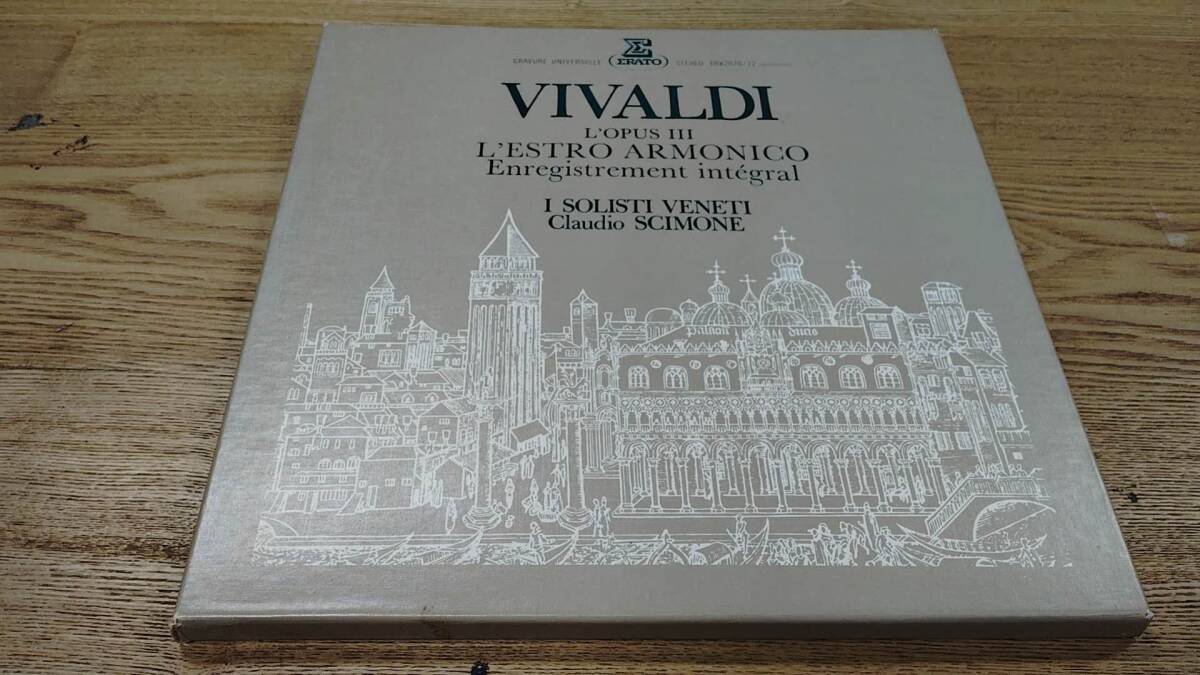 Σ
GRAVURE UNIVERSELLE ERATO STEREO
VIVALDI
L'OPUS III
L'ESTRO ARMONICO
Enregistrement intégral
I SOLISTI VENETI
Claudio SCIMONE